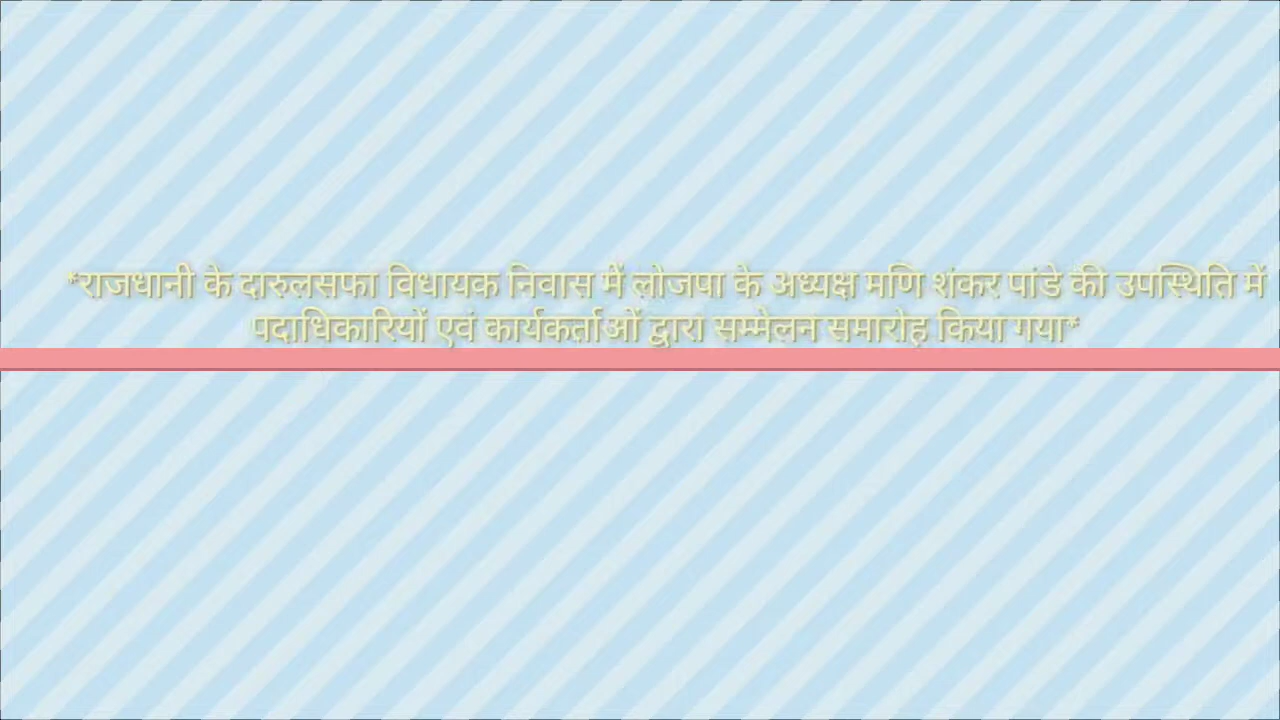 *राजधानी के दारुलसफा विधायक निवास में लोजपा के अध्यक्ष मणि शंकर पांडे की उपस्थिति में
पदाधिकारियों एवं कार्यकर्ताओं द्वारा सम्मेलन समारोह किया गया*